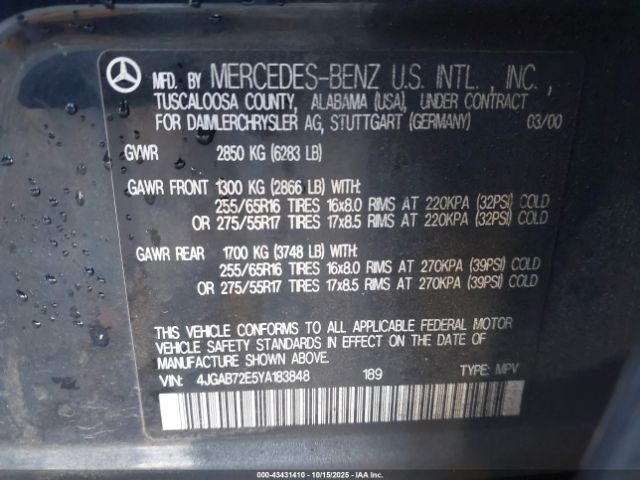 MFD. BY MERCEDES-BENZ U.S. INTL., INC.,
TUSCALOOSA COUNTY, ALABAMA (USA), UNDER CONTRACT
FOR DAIMLERCHRYSLER AG, STUTTGART (GERMANY) 03/00
GVWR 2850 KG (6283 LB)
GAWR FRONT 1300 KG (2866 LB) WITH:
255/65R16 TIRES 16x8.0 RIMS AT 220KPA (32PSI) COLD
OR 275/55R17 TIRES 17x8.5 RIMS AT 220KPA (32PSI) COLD
GAWR REAR 1700 KG (3748 LB) WITH:
255/65R16 TIRES 16x8.0 RIMS AT 270KPA (39PSI) COLD
OR 275/55R17 TIRES 17x8.5 RIMS AT 270KPA (39PSI) COLD
THIS VEHICLE CONFORMS TO ALL APPLICABLE FEDERAL MOTOR
VEHICLE SAFETY STANDARDS IN EFFECT ON THE DATE OF
MANUFACTURE SHOWN ABOVE.
VIN: 4JGAB72E5YA183848 189 TYPE: MPV
000-43431410 | 10/15/2025 | IAAI.COM